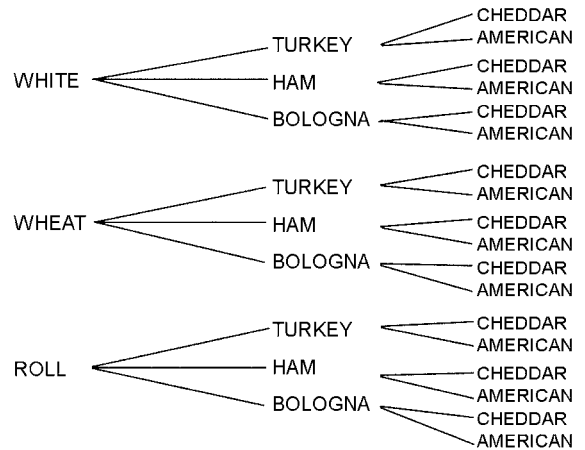 CHEDDAR
TURKEY AMERICAN
WHITE HAM CHEDDAR
AMERICAN
BOLOGNA CHEDDAR
AMERICAN
TURKEY CHEDDAR
AMERICAN
WHEAT HAM CHEDDAR
AMERICAN
BOLOGNA CHEDDAR
AMERICAN
TURKEY CHEDDAR
AMERICAN
ROLL HAM CHEDDAR
AMERICAN
BOLOGNA CHEDDAR
AMERICAN